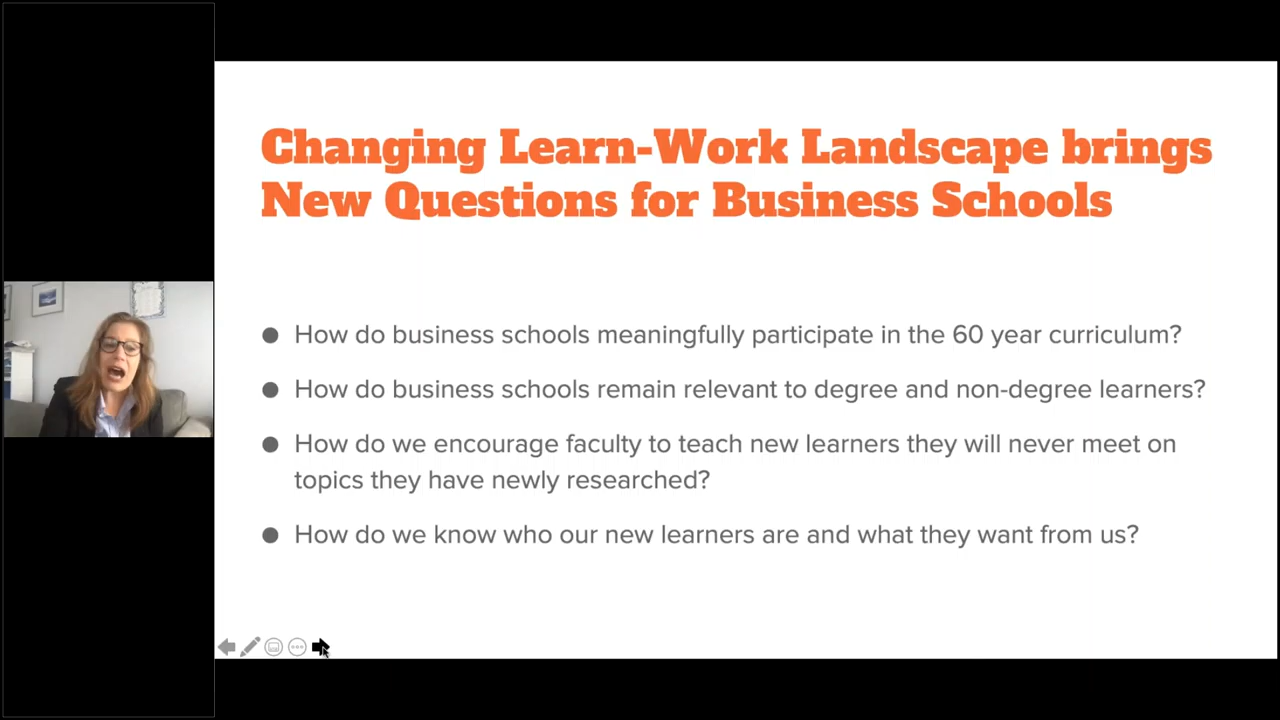 Changing Learn-Work Landscape brings
New Questions for Business Schools
● How do business schools meaningfully participate in the 60 year curriculum?
● How do business schools remain relevant to degree and non-degree learners?
● How do we encourage faculty to teach new learners they will never meet on
topics they have newly researched?
● How do we know who our new learners are and what they want from us?